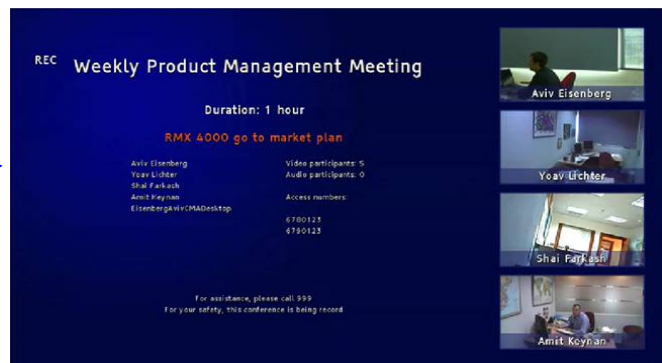 REC
Weekly Product Management Meeting
Duration: 1 hour
RMX 4000 go to market plan
Aviv Eisenberg
Yoav Lichter
Shai Farkash
Amit Keynan
EisenbergAvivCMADesktop
Video participants: 5
Audio participants: 0
Access numbers:
6780123
6790123
For assistance, please call 999
For your safety, this conference is being record
Aviv Eisenberg
Yoav Lichter
Shai Farkash
Amit Keynan